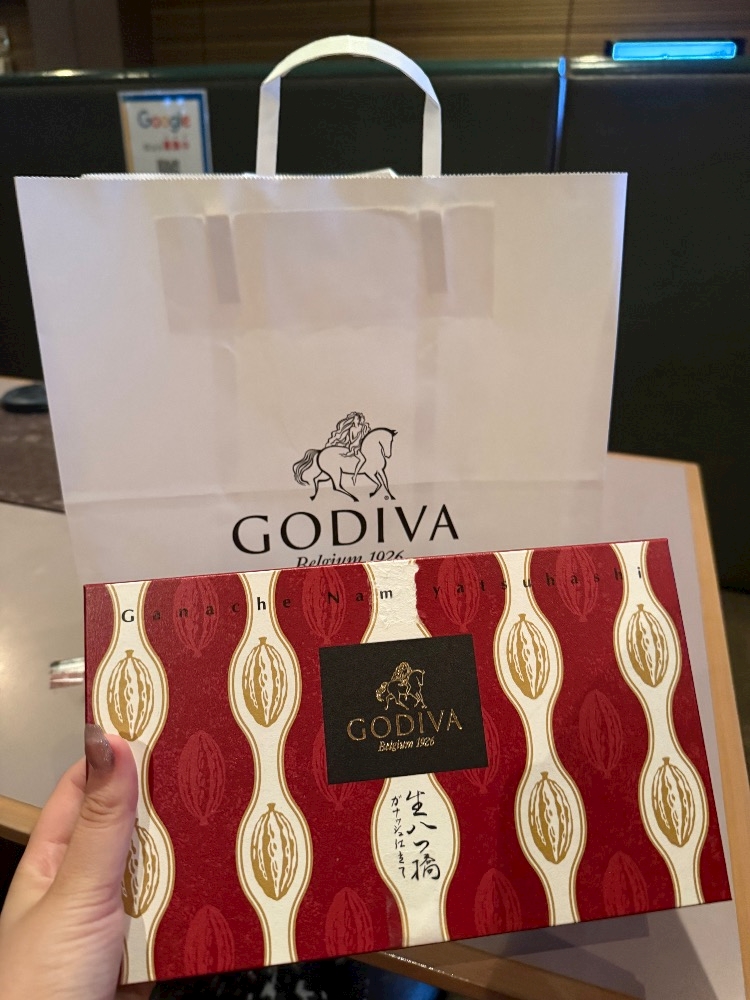 Google
GODIVA
Belgium 1926
Ganache Nam yatsuhashi
GODIVA
Belgium 1926
生八つ橋
ガナッシュ仕立て